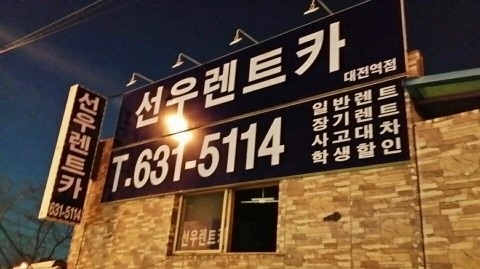 선우렌트카
631-5114
선우렌트카
대전역점
T.631-5114
일반렌트
장기렌트
사고대차
학생할인
선우렌트카